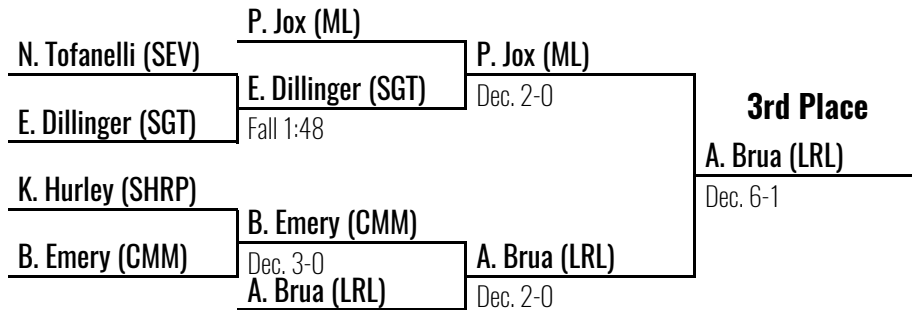 P. Jox (ML)
N. Tofanelli (SEV)
P. Jox (ML)
E. Dillinger (SGT)
Dec. 2-0
3rd Place
E. Dillinger (SGT)
Fall 1:48
A. Brua (LRL)
K. Hurley (SHRP)
Dec. 6-1
B. Emery (CMM)
B. Emery (CMM)
Dec. 3-0
A. Brua (LRL)
A. Brua (LRL)
Dec. 2-0